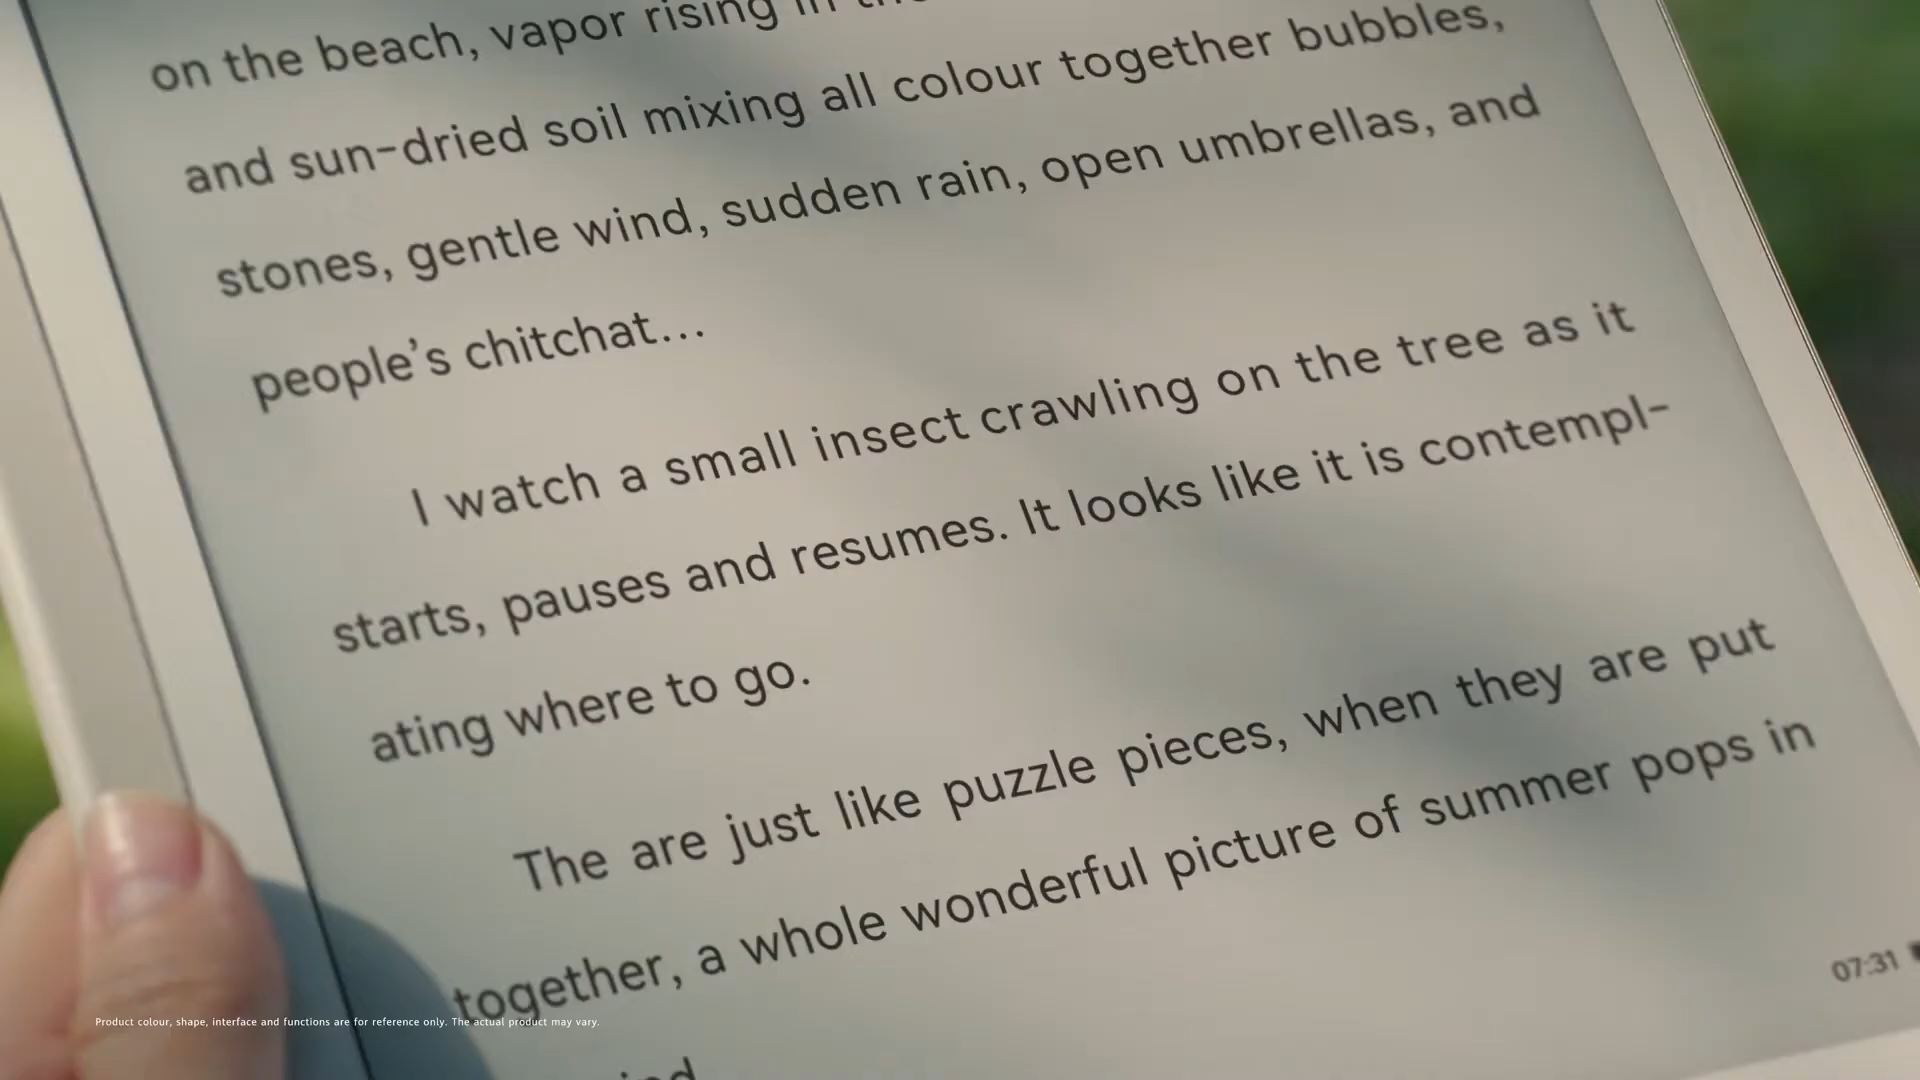 on the beach, vapor rising in
and sun-dried soil mixing all colour together bubbles,
stones, gentle wind, sudden rain, open umbrellas, and
people's chitchat...
I watch a small insect crawling on the tree as it
starts, pauses and resumes. It looks like it is contempl-
ating where to go.
The are just like puzzle pieces, when they are put
together, a whole wonderful picture of summer pops in
07:31
Product colour, shape, interface and functions are for reference only. The actual product may vary.